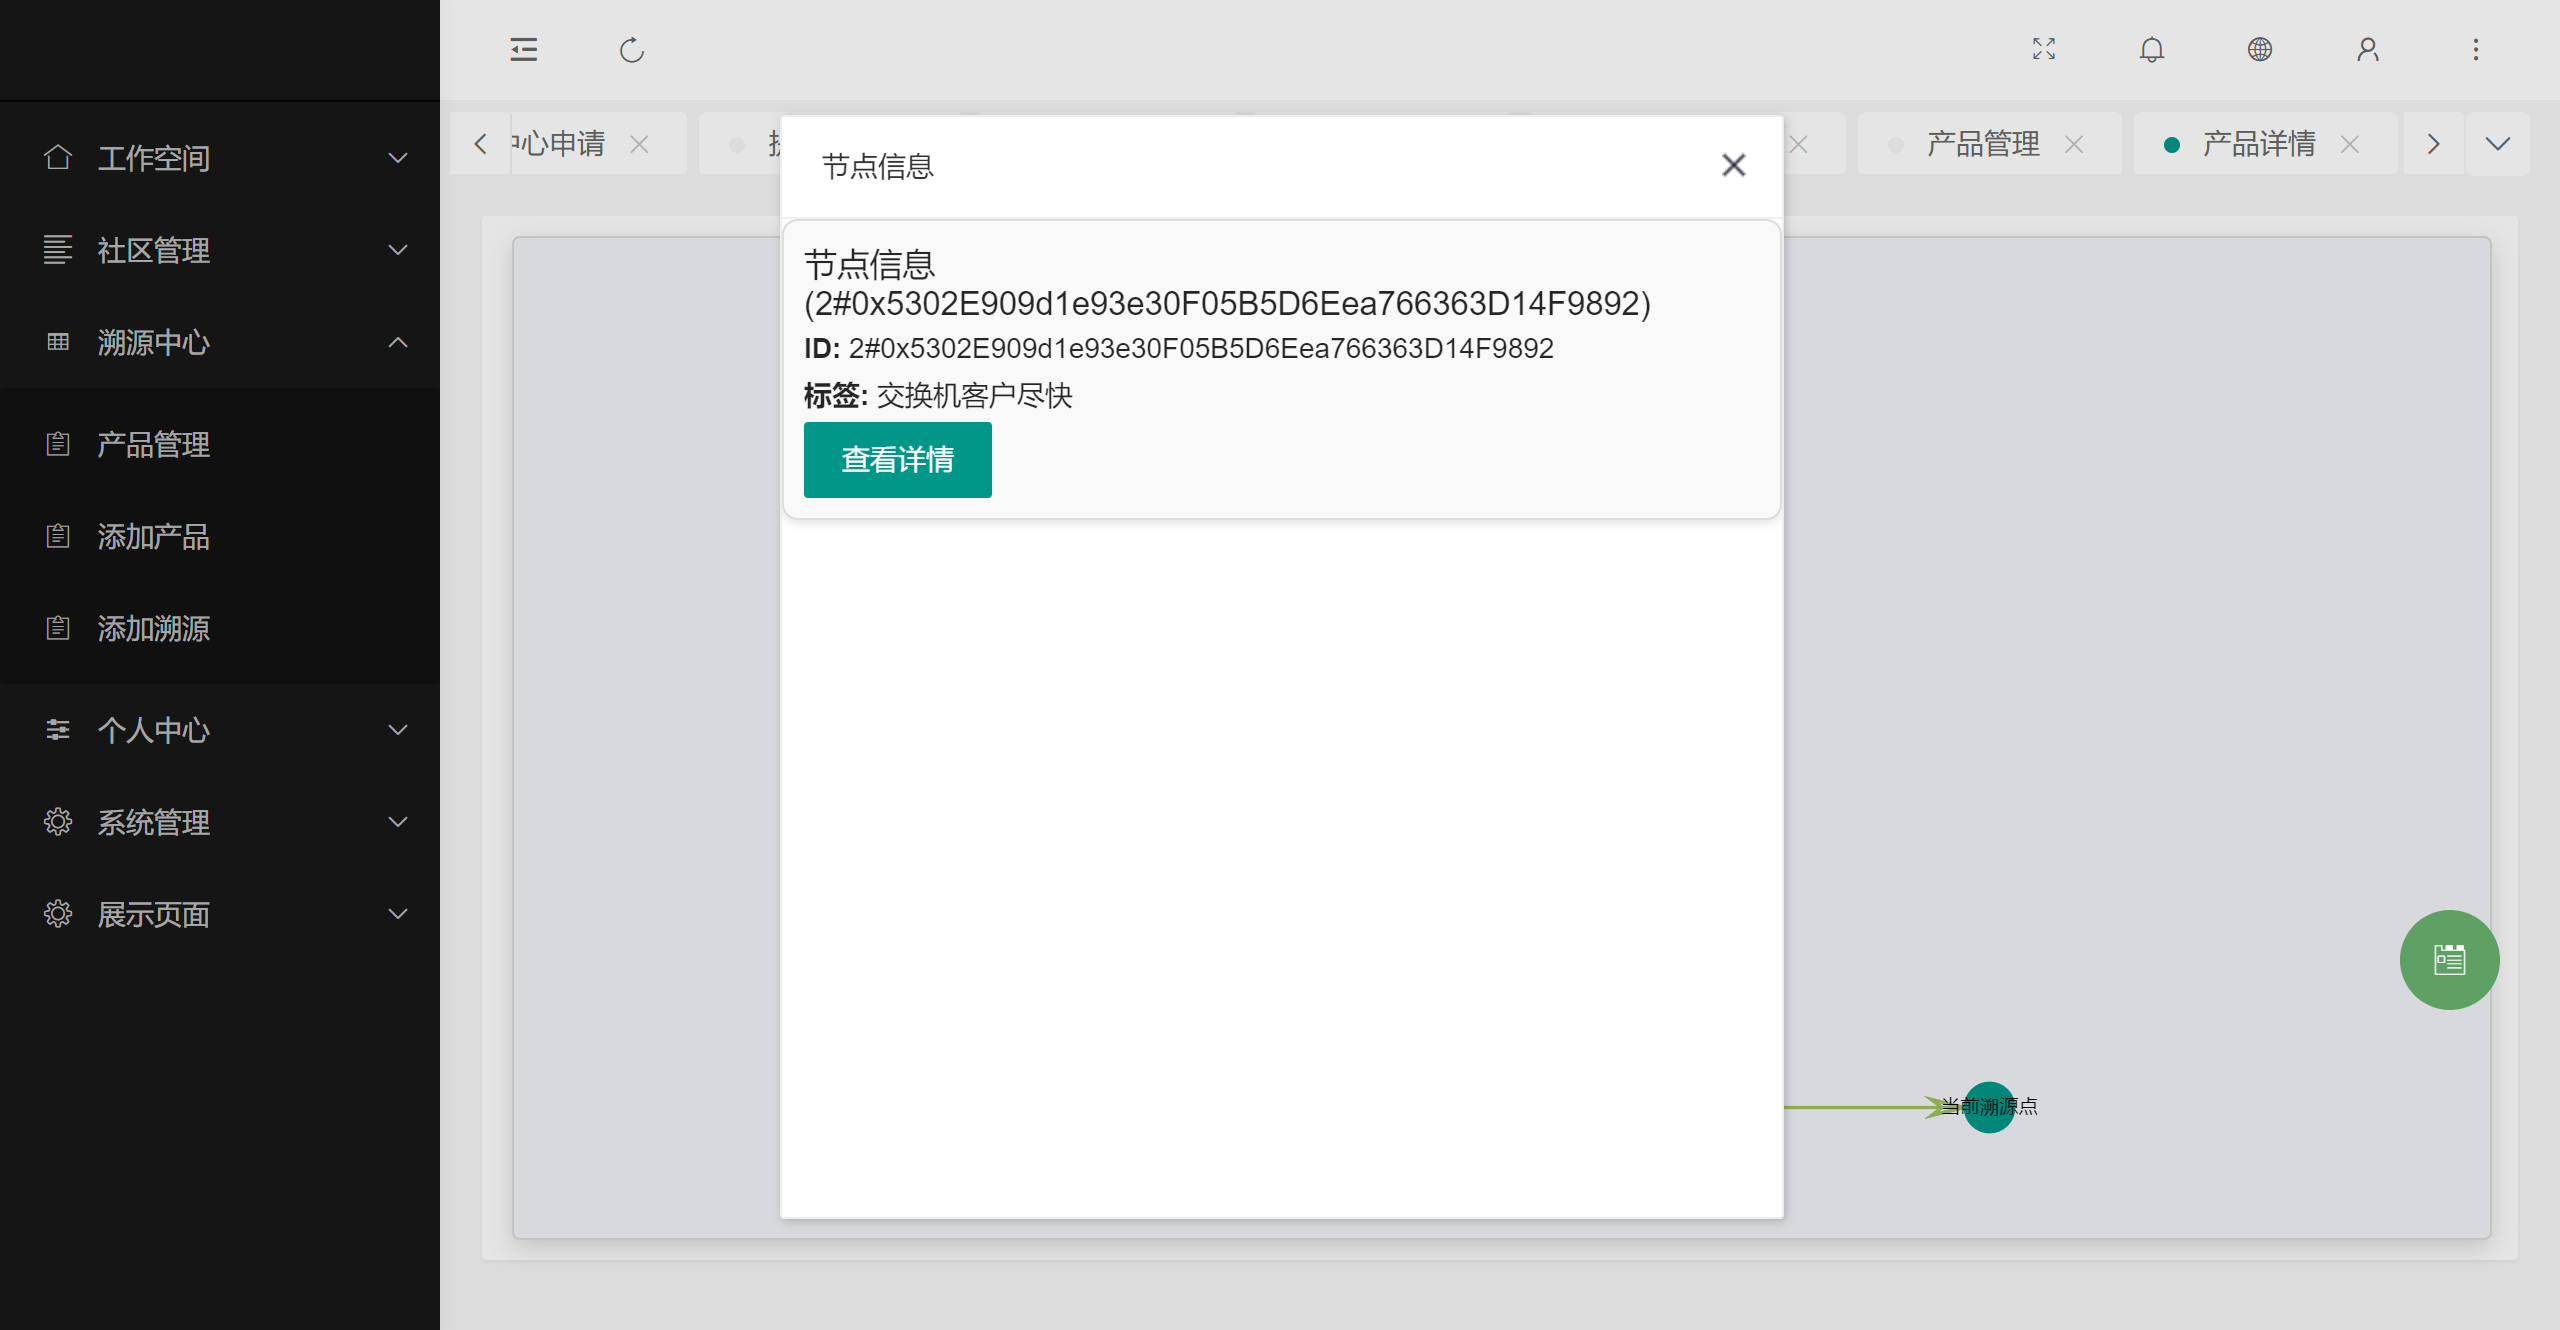 工作空间
社区管理
溯源中心
产品管理
添加产品
添加溯源
个人中心
系统管理
展示页面
心申请
产品管理
产品详情
节点信息
节点信息
(2#0x5302E909d1e93e30F05B5D6Eea766363D14F9892)
ID: 2#0x5302E909d1e93e30F05B5D6Eea766363D14F9892
标签: 交换机客户尽快
查看详情
当前溯源点